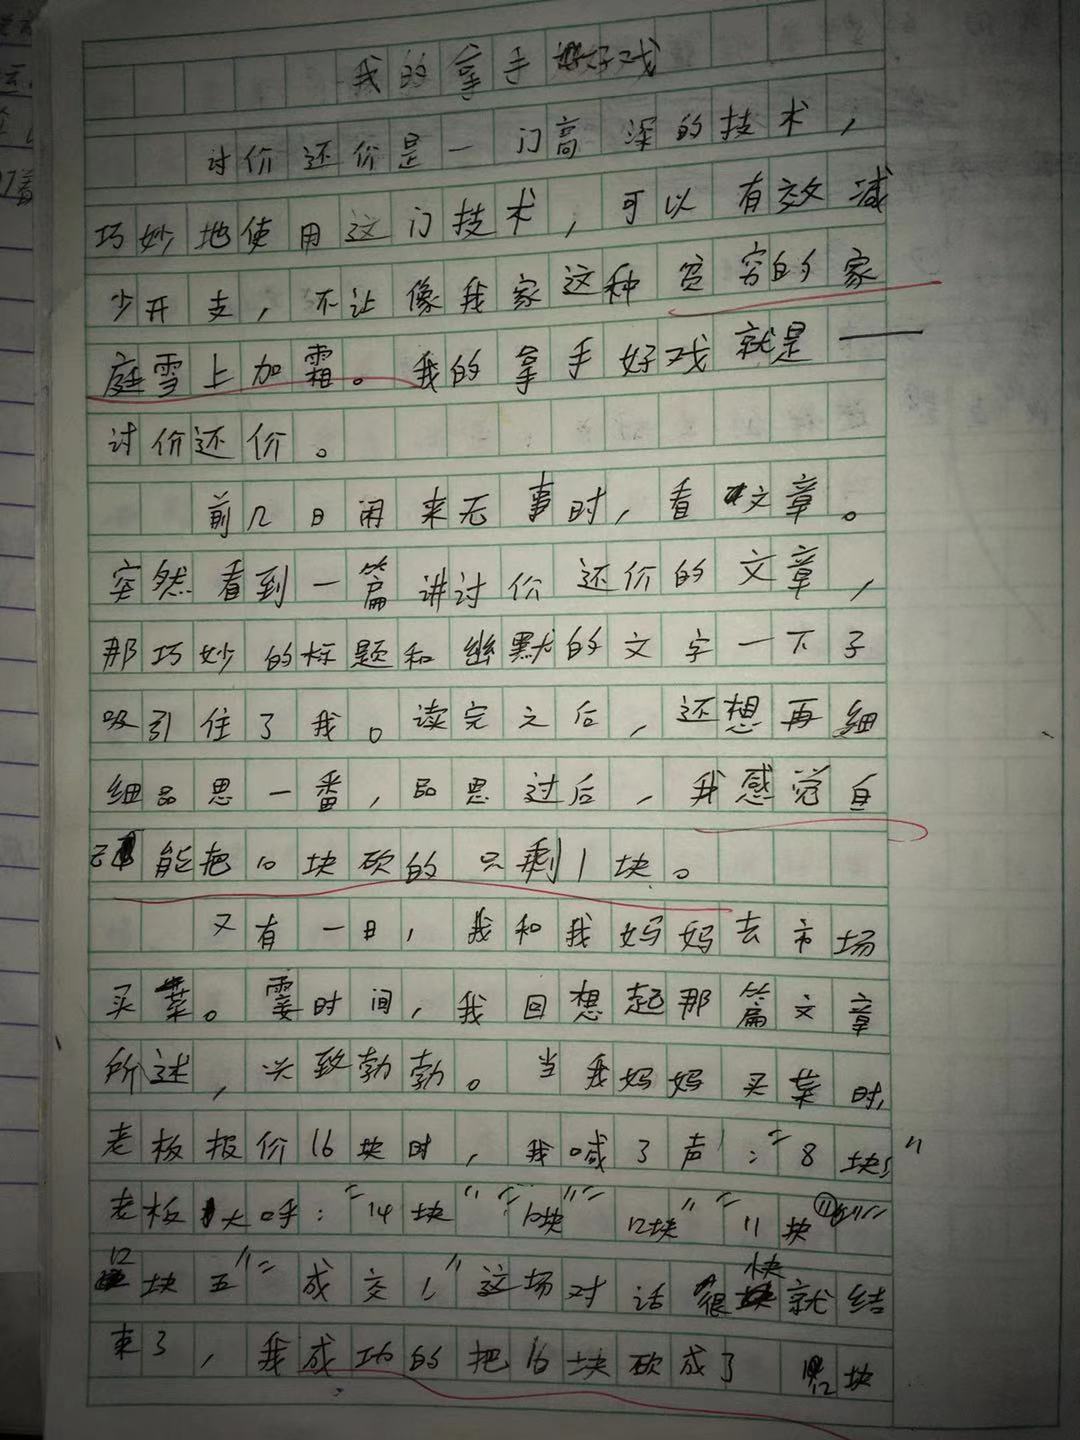 我的拿手好戏
讨价还价是一门高深的技术，
巧妙地使用这门技术，可以有效减
少开支，不让像我家这种贫穷的家
庭雪上加霜。我的拿手好戏就是——
讨价还价。
前几日闲来无事时，看文章。
突然看到一篇讲讨价还价的文章，
那巧妙的标题和幽默的文字一下子
吸引住了我。读完之后，还想再细
细品思一番，品思过后，我感觉自
己能把10块砍的只剩1块。
又有一日，我和我妈妈去市场
买菜。霎时间，我回想起那篇文章
所述，兴致勃勃。当我妈妈买菜时，
老板报价16块时，我喊了声：“8块”
老板大呼：“14块”“10块”“12块”“11块”“
12块五”“成交！”这场对话很快就结
束了，我成功的把16块砍成了12块